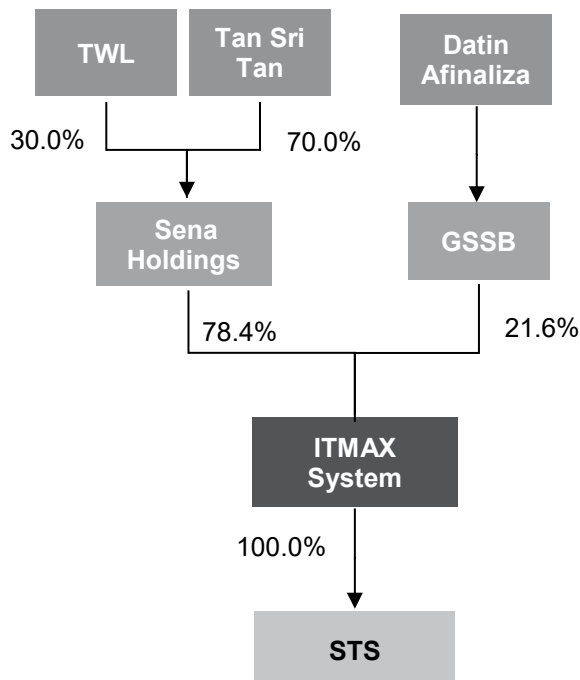 TWL
Tan Sri
Tan
Datin
Afinaliza
30.0%
70.0%
Sena
Holdings
GSSB
78.4%
21.6%
ITMAX
System
100.0%
STS